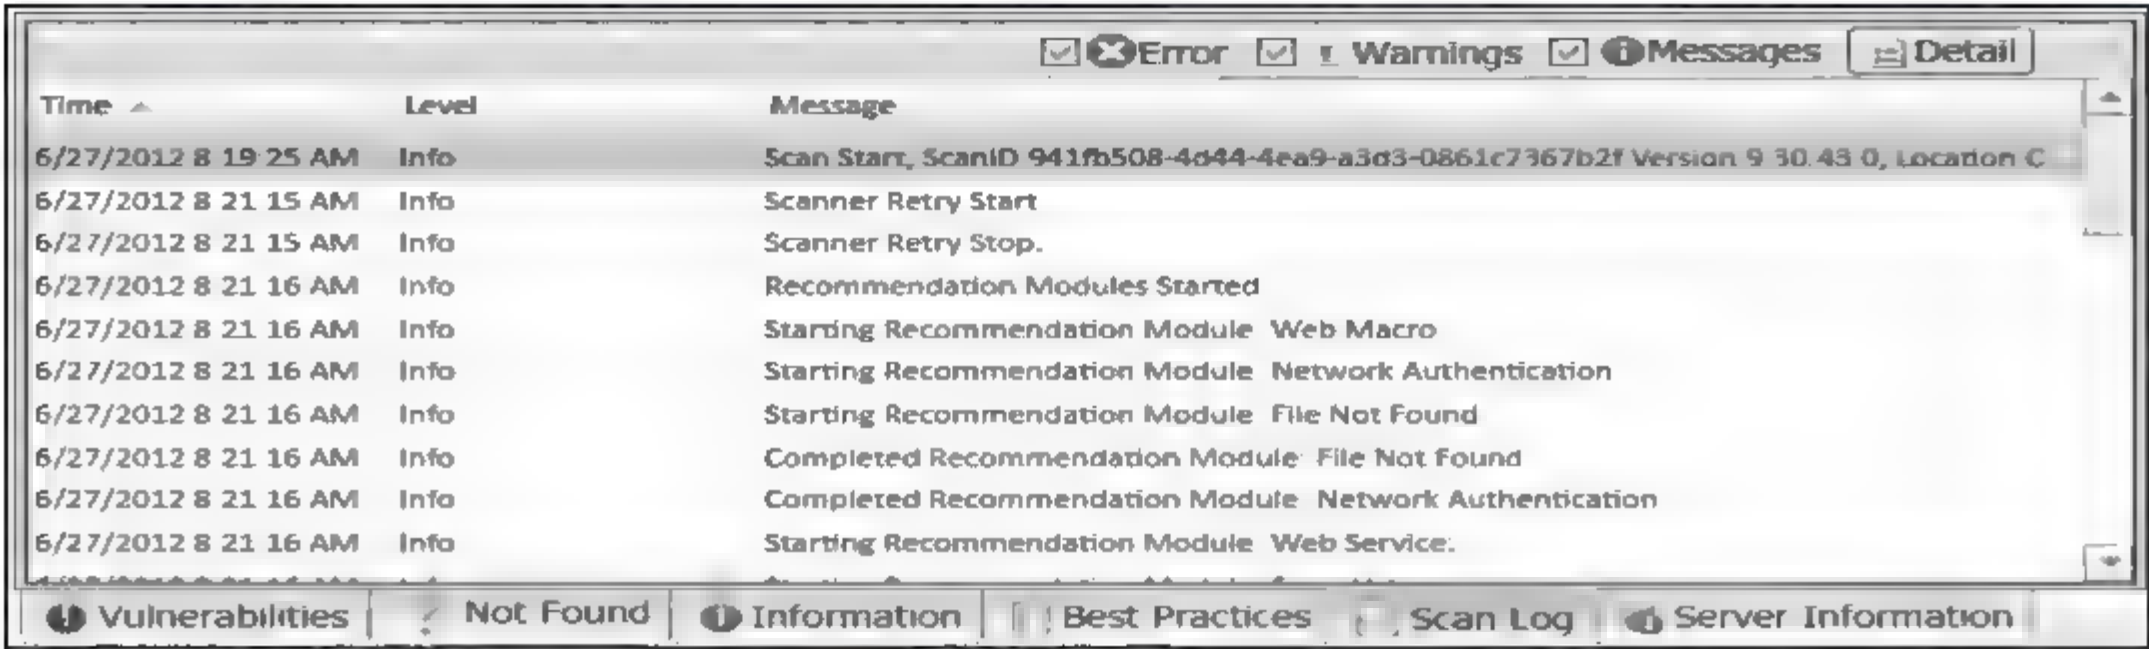 Error Warnings Messages Detail
Time Level Message
6/27/2012 8 19 25 AM Info Scan Start, ScanID 941fb508-4d44-4ea9-a3d3-0861c7367b2f Version 9 30.43 0, Location C
6/27/2012 8 21 15 AM Info Scanner Retry Start
6/27/2012 8 21 15 AM Info Scanner Retry Stop.
6/27/2012 8 21 16 AM Info Recommendation Modules Started
6/27/2012 8 21 16 AM Info Starting Recommendation Module Web Macro
6/27/2012 8 21 16 AM Info Starting Recommendation Module Network Authentication
6/27/2012 8 21 16 AM Info Starting Recommendation Module File Not Found
6/27/2012 8 21 16 AM Info Completed Recommendation Module File Not Found
6/27/2012 8 21 16 AM Info Completed Recommendation Module Network Authentication
6/27/2012 8 21 16 AM Info Starting Recommendation Module Web Service.
Vulnerabilities Not Found Information Best Practices Scan Log Server Information